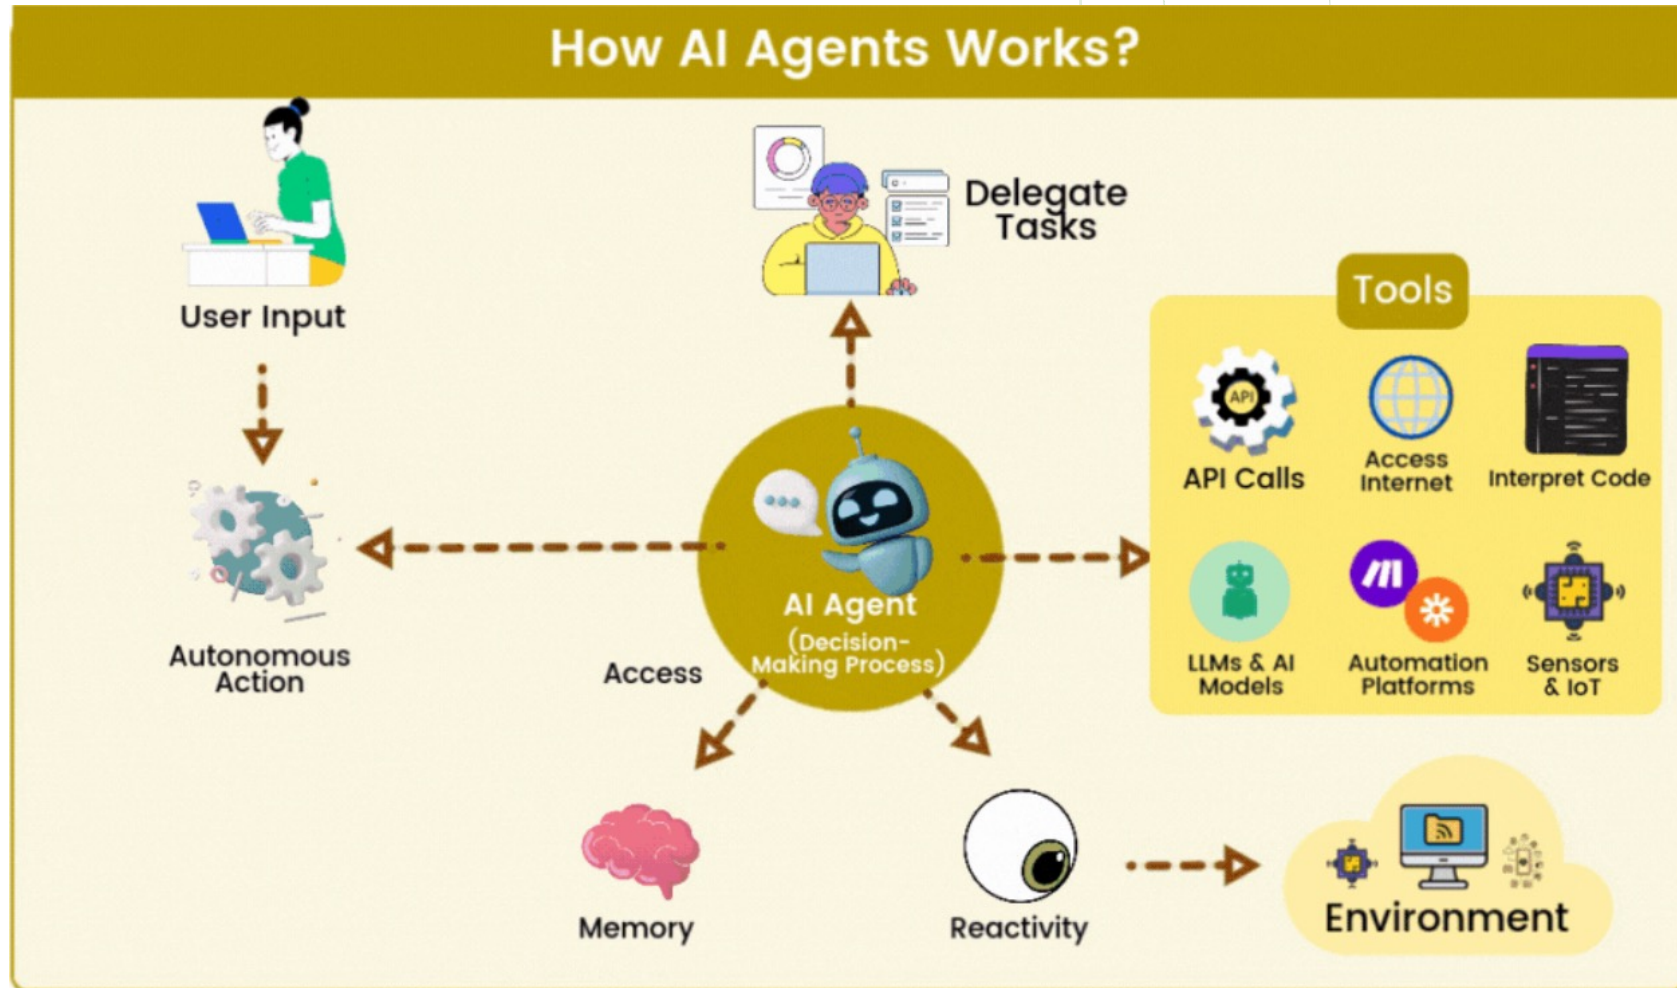 How AI Agents Works?
Delegate
Tasks
User Input
Tools
API
API Calls
Access
Internet
Interpret Code
AI Agent
(Decision-
Making Process)
Autonomous
Action
Access
LLMs & AI
Models
Automation
Platforms
Sensors
& IoT
Memory
Reactivity
Environment